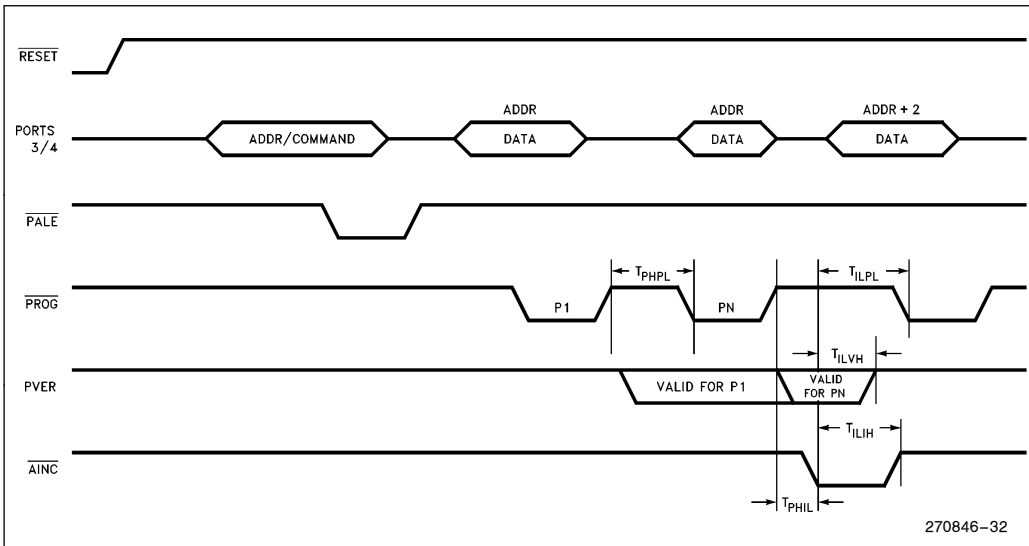 RESET
ADDR
ADDR
ADDR + 2
PORTS
3/4
ADDR/COMMAND
DATA
DATA
DATA
PALE
TPHPL
TILPL
PROG
P1
PN
TILVH
PVER
VALID FOR P1
VALID
FOR PN
TILIH
AINC
TPHIL
270846-32